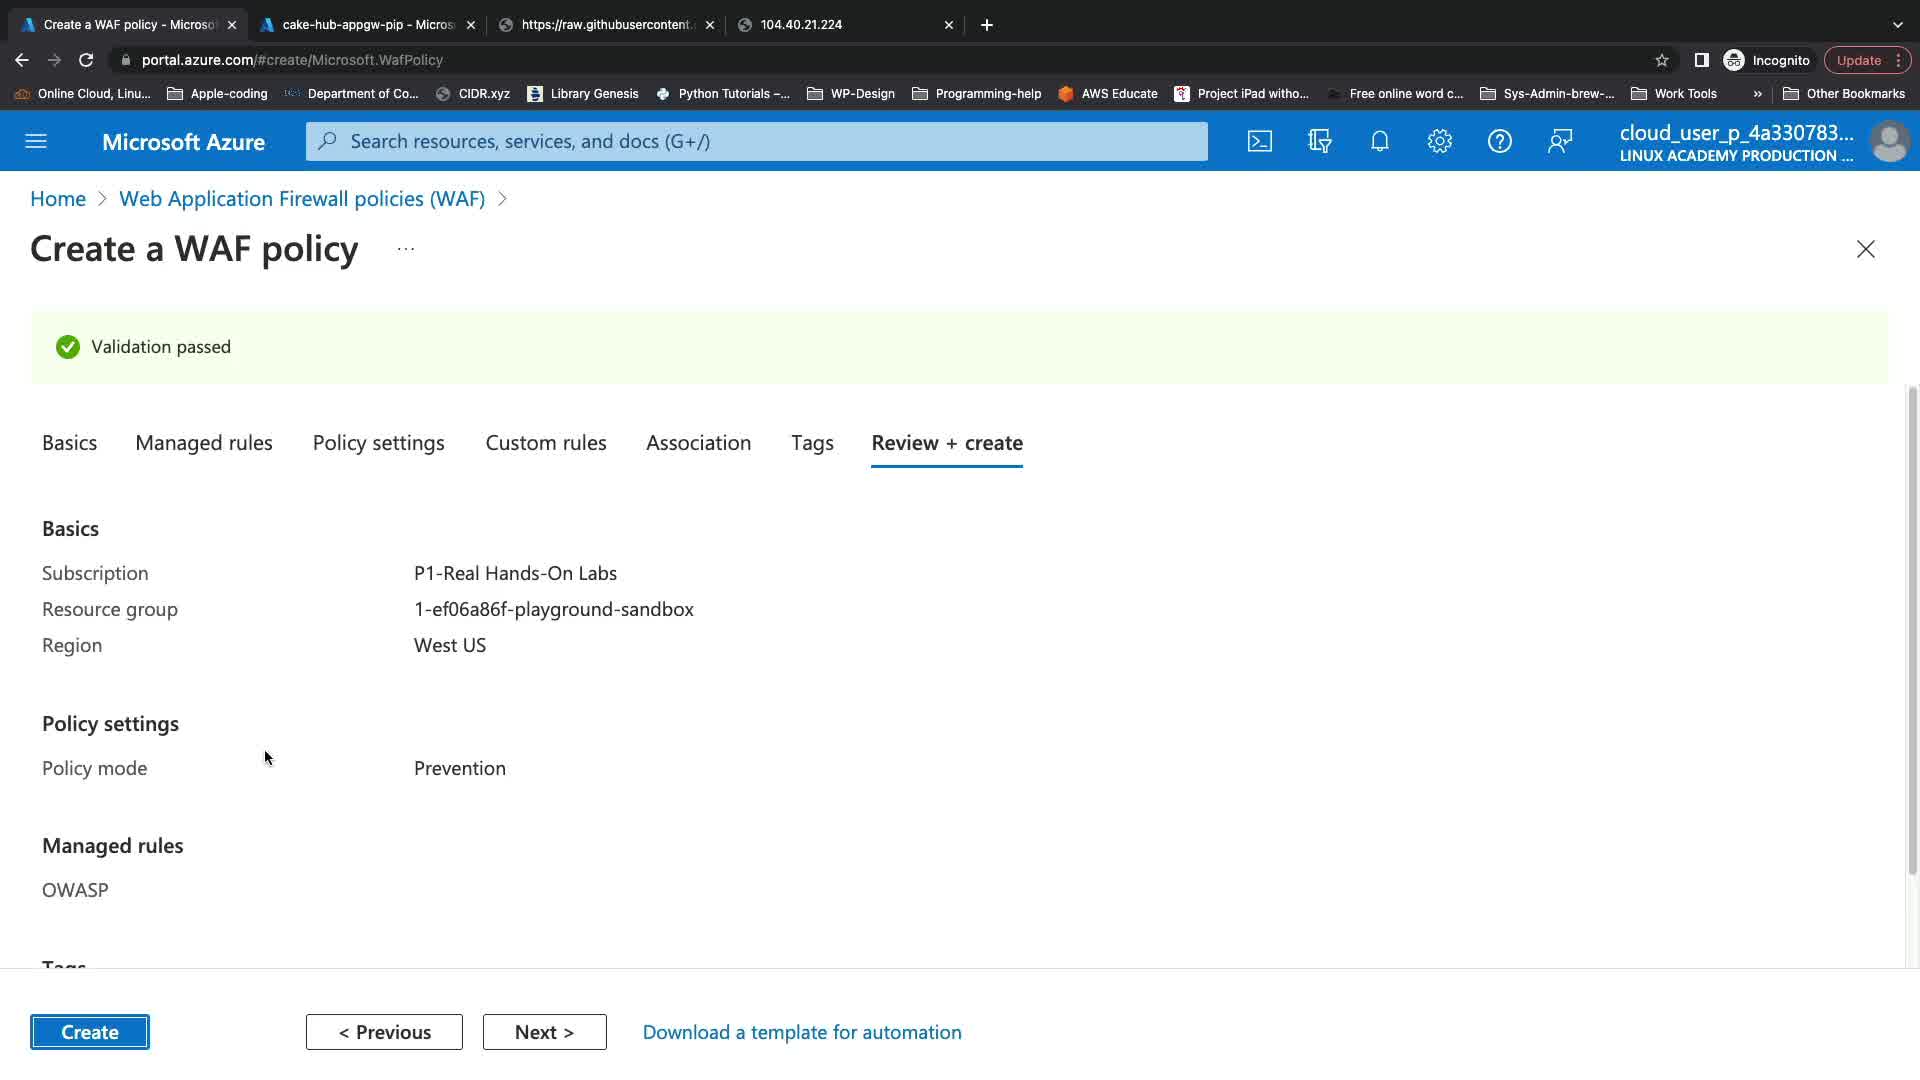 Create a WAF policy - Microsof
cake-hub-appgw-pip - Micros
https://raw.githubusercontent.
104.40.21.224
portal.azure.com/#create/Microsoft.WafPolicy
Incognito
Update
Online Cloud, Linu...
Apple-coding
Department of Co...
CIDR.xyz
Library Genesis
Python Tutorials –...
WP-Design
Programming-help
AWS Educate
Project iPad witho...
Free online word c...
Sys-Admin-brew-...
Work Tools
»
Other Bookmarks
Microsoft Azure
Search resources, services, and docs (G+/)
cloud_user_p_4a330783...
LINUX ACADEMY PRODUCTION ...
Home > Web Application Firewall policies (WAF) >
Create a WAF policy ...
Validation passed
Basics Managed rules Policy settings Custom rules Association Tags Review + create
Basics
Subscription P1-Real Hands-On Labs
Resource group 1-ef06a86f-playground-sandbox
Region West US
Policy settings
Policy mode Prevention
Managed rules
OWASP
Tags
Create < Previous Next > Download a template for automation